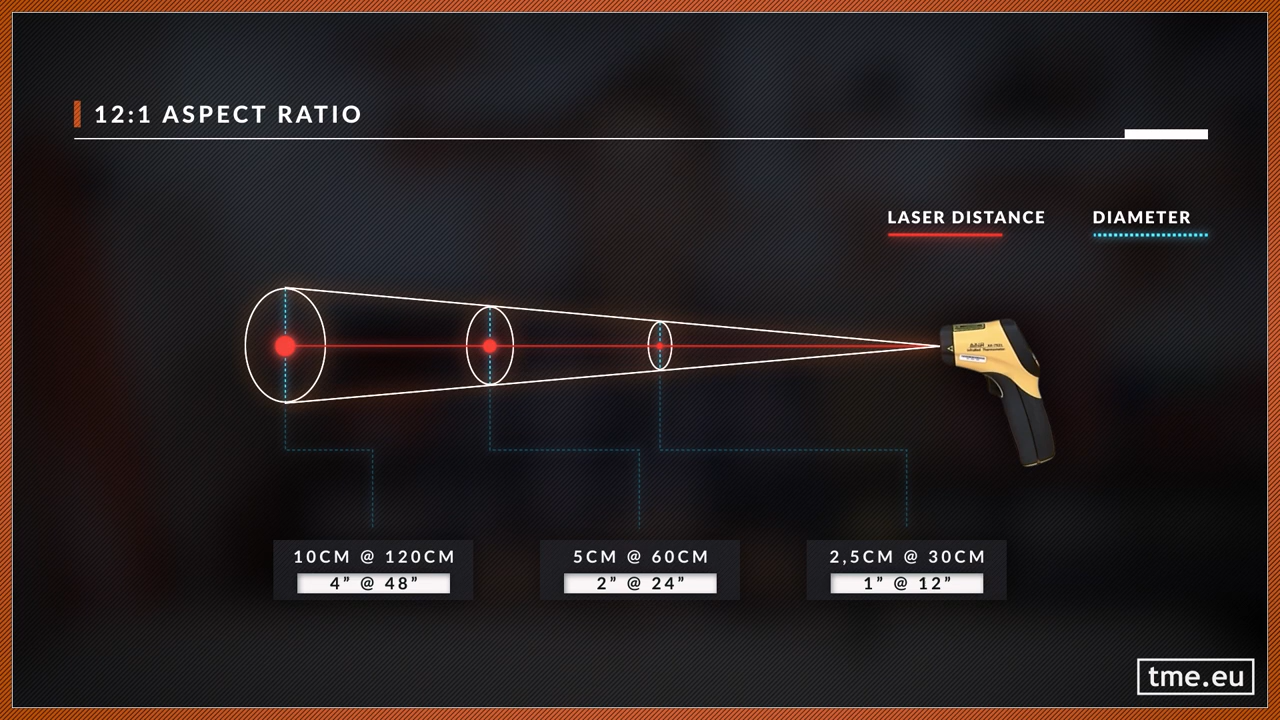 12:1 ASPECT RATIO
LASER DISTANCE
DIAMETER
10CM @ 120CM
4” @ 48”
5CM @ 60CM
2” @ 24”
2,5CM @ 30CM
1” @ 12”
tme.eu